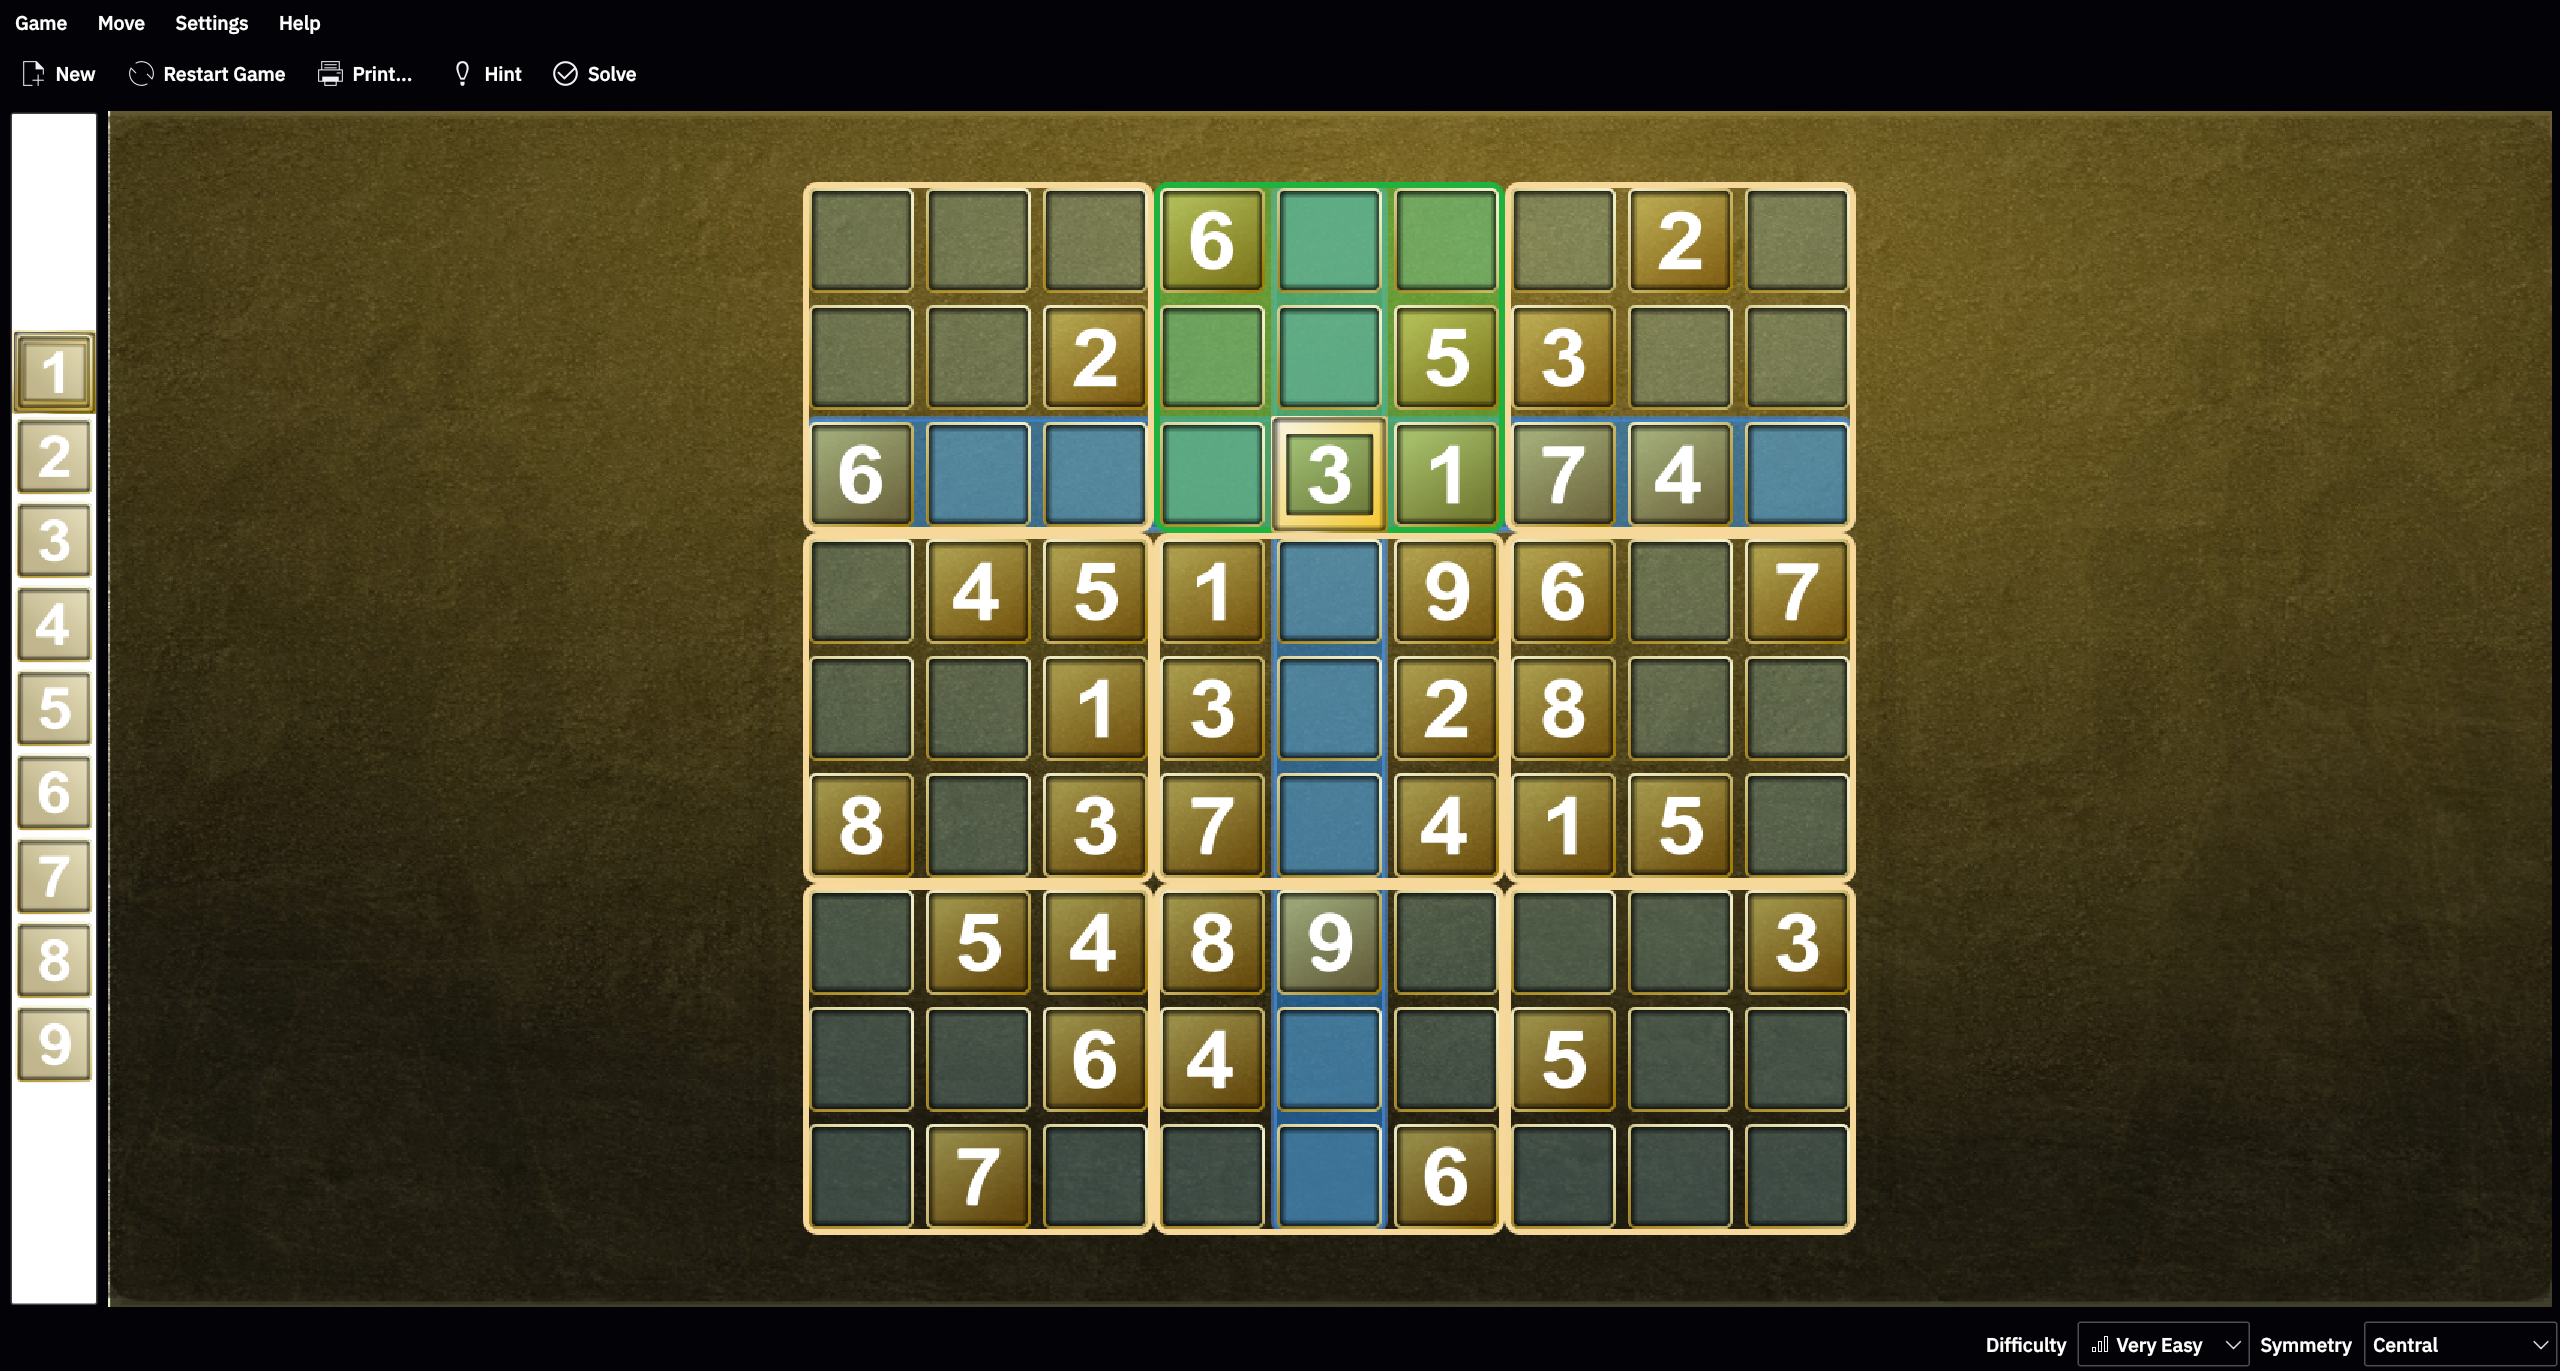 Game Move Settings Help
New Restart Game Print... Hint Solve
6 2
1 2 5 3
2 6 3 1 7 4
3 4 5 1 9 6 7
4
5 1 3 2 8
6 8 3 7 4 1 5
7
8 5 4 8 9 3
9 6 4 5
7 6
Difficulty Very Easy Symmetry Central